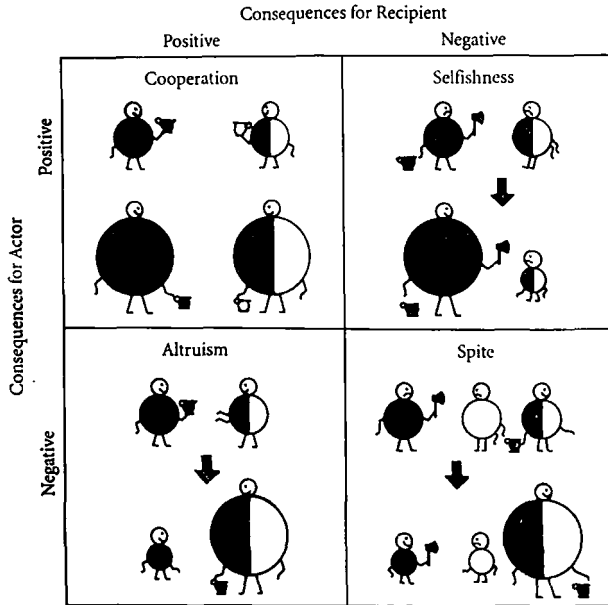 Consequences for Recipient
Positive
Negative
Consequences for Actor
Positive
Cooperation
Selfishness
Negative
Altruism
Spite